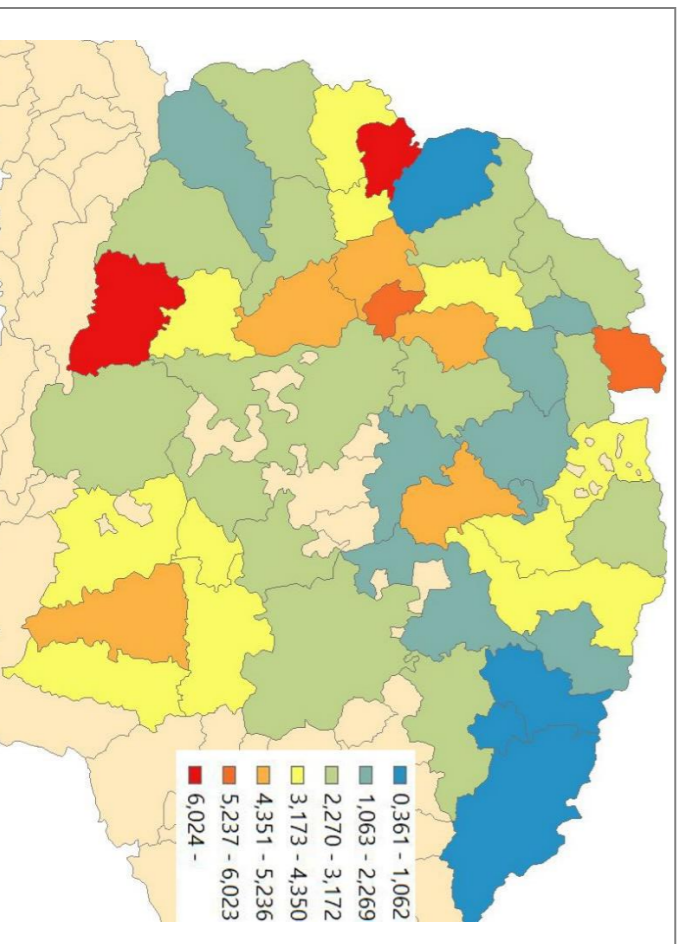 0,361 - 1,062
1,063 - 2,269
2,270 - 3,172
3,173 - 4,350
4,351 - 5,236
5,237 - 6,023
6,024 -